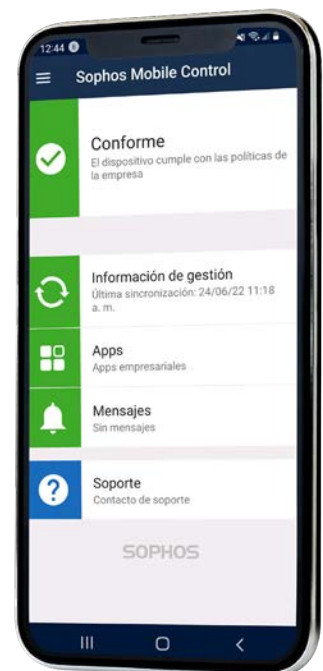 12:44
Sophos Mobile Control
Conforme
El dispositivo cumple con las políticas de
la empresa
Información de gestión
Última sincronización: 24/06/22 11:18
a. m.
Apps
Apps empresariales
Mensajes
Sin mensajes
Soporte
Contacto de soporte
SOPHOS